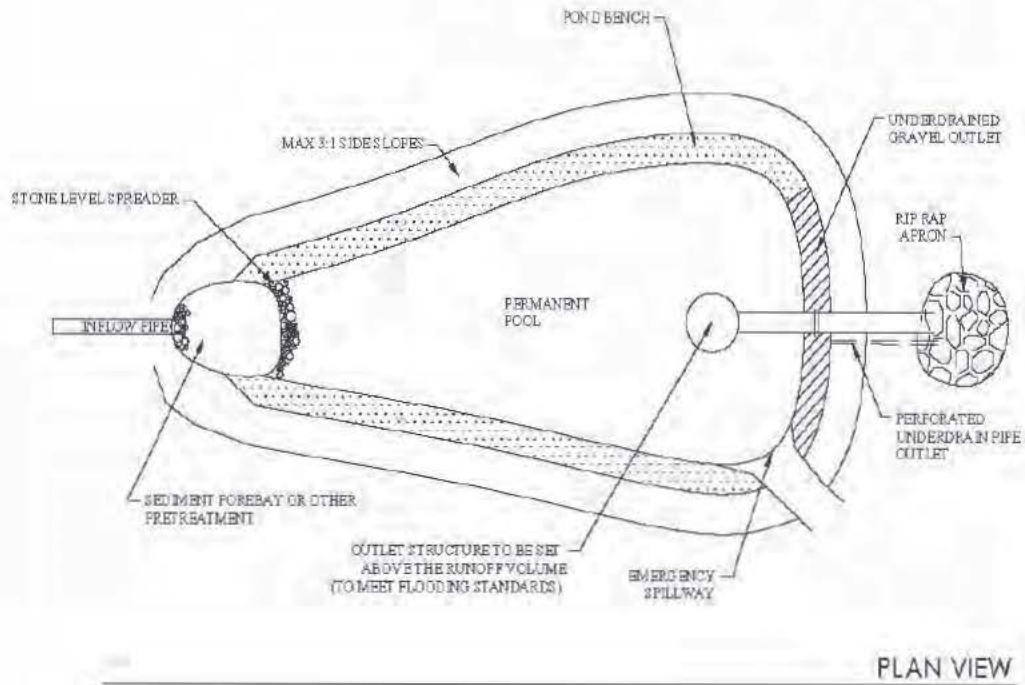 POND BENCH
UNDERDRAINED
GRAVEL OUTLET
MAX 3:1 SIDE SLOPES
STONE LEVEL SPREADER
RIP RAP
APRON
PERMANENT
POOL
INFLOW PIPE
PERFORATED
UNDERDRAIN PIPE
OUTLET
SEDIMENT FOREBAY OR OTHER
PRETREATMENT
OUTLET STRUCTURE TO BE SET
ABOVE THE RUNOFF VOLUME
(TO MEET FLOODING STANDARDS)
EMERGENCY
SPILLWAY
PLAN VIEW